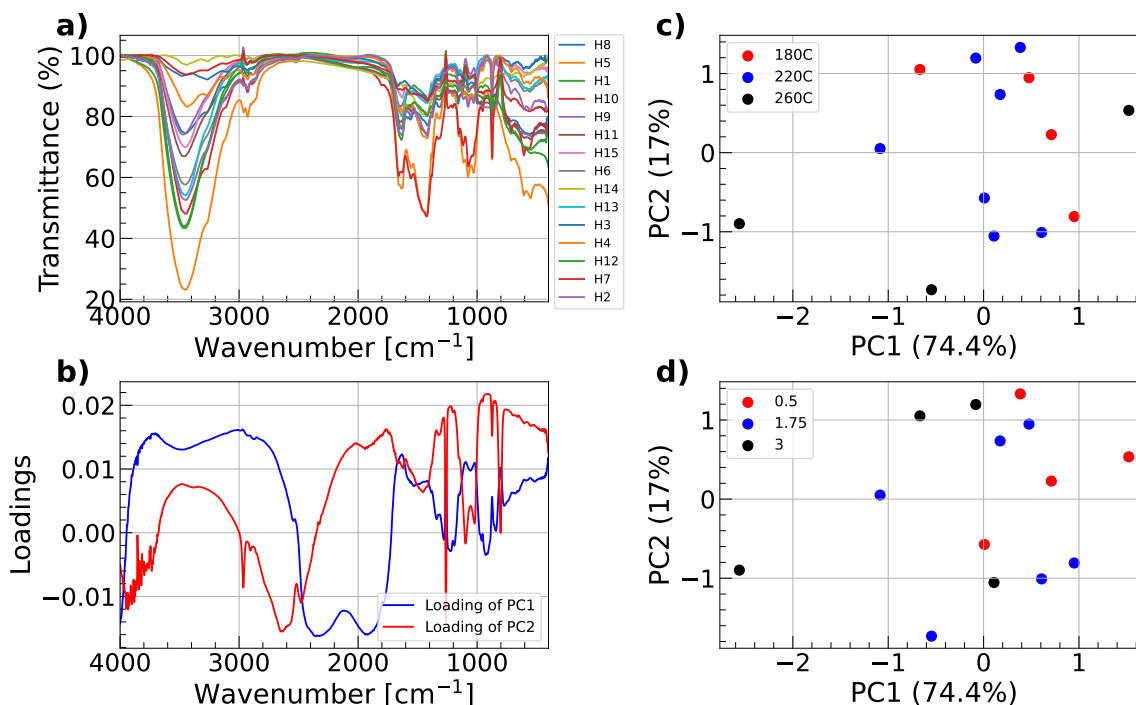 a)
Transmittance (%)
100
80
60
40
20
4000
3000
2000
1000
Wavenumber [cm⁻¹]
H8
H5
H1
H10
H9
H11
H15
H6
H14
H13
H3
H4
H12
H7
H2
c)
PC2 (17%)
1
0
−1
180C
220C
260C
−2
−1
0
1
PC1 (74.4%)
b)
Loadings
0.02
0.01
0.00
−0.01
Loading of PC1
Loading of PC2
4000
3000
2000
1000
Wavenumber [cm⁻¹]
d)
PC2 (17%)
1
0
−1
0.5
1.75
3
−2
−1
0
1
PC1 (74.4%)